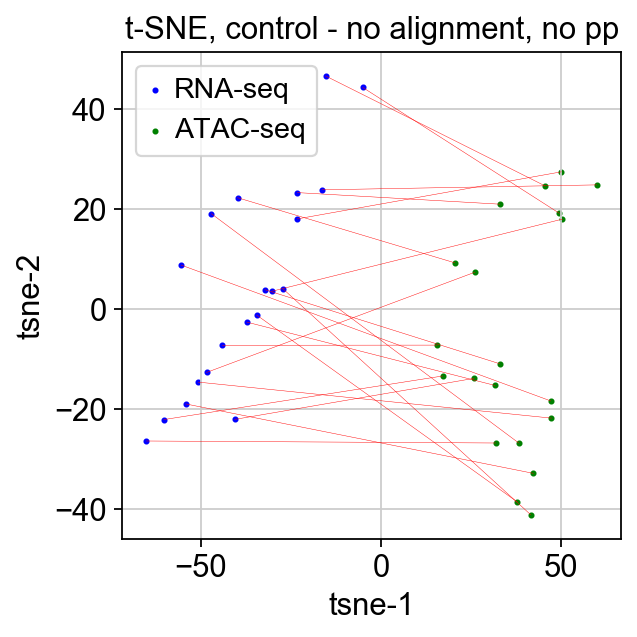 t-SNE, control - no alignment, no pp
RNA-seq
ATAC-seq
40
20
0
−20
−40
tsne-2
−50
0
50
tsne-1